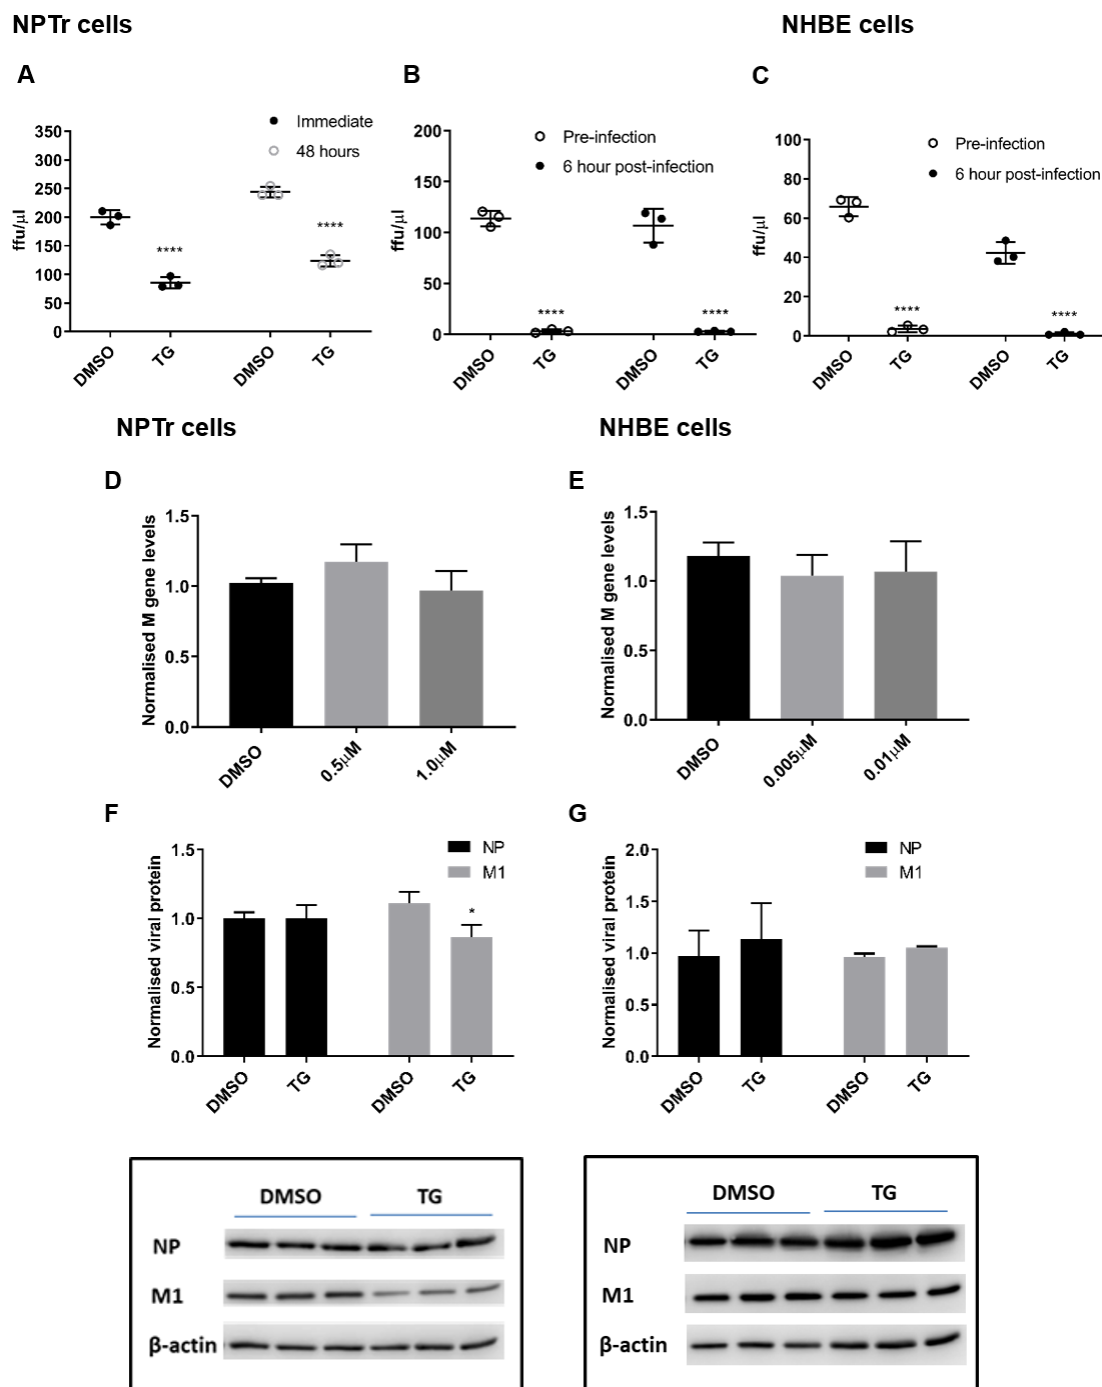 NPTr cells
NHBE cells
A
B
C
350
300
250
200
150
100
50
0
ffu/µl
Immediate
48 hours
****
****
DMSO
TG
DMSO
TG
200
150
100
50
0
ffu/µl
Pre-infection
6 hour post-infection
****
****
DMSO
TG
DMSO
TG
100
80
60
40
20
0
ffu/µl
Pre-infection
6 hour post-infection
****
****
DMSO
TG
DMSO
TG
NPTr cells
NHBE cells
D
E
1.5
1.0
0.5
0.0
Normalised M gene levels
DMSO
0.5µM
1.0µM
1.5
1.0
0.5
0.0
Normalised M gene levels
DMSO
0.005µM
0.01µM
F
G
1.5
1.0
0.5
0.0
Normalised viral protein
NP
M1
*
DMSO
TG
DMSO
TG
2.0
1.5
1.0
0.5
0.0
Normalised viral protein
NP
M1
DMSO
TG
DMSO
TG
DMSO TG
NP
M1
β-actin
DMSO TG
NP
M1
β-actin